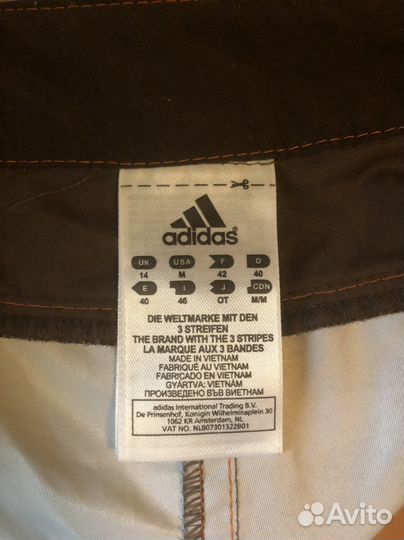 adidas®
UK USA F D
14 M 42 40
E I J CDN
40 46 OT M/M
DIE WELTMARKE MIT DEN
3 STREIFEN
THE BRAND WITH THE 3 STRIPES
LA MARQUE AUX 3 BANDES
MADE IN VIETNAM
FABRIQUÉ AU VIETNAM
FABRICADO EN VIETNAM
GYÁRTVA: VIETNÁM
ПРОИЗВЕДЕНО ВЬВ ВИЕТНАМ
adidas International Trading B.V.
De Prinsenhof, Konigin Wilhelminaplein 30
1062 KR Amsterdam, NL
VAT NO. NL807301322B01
Avito